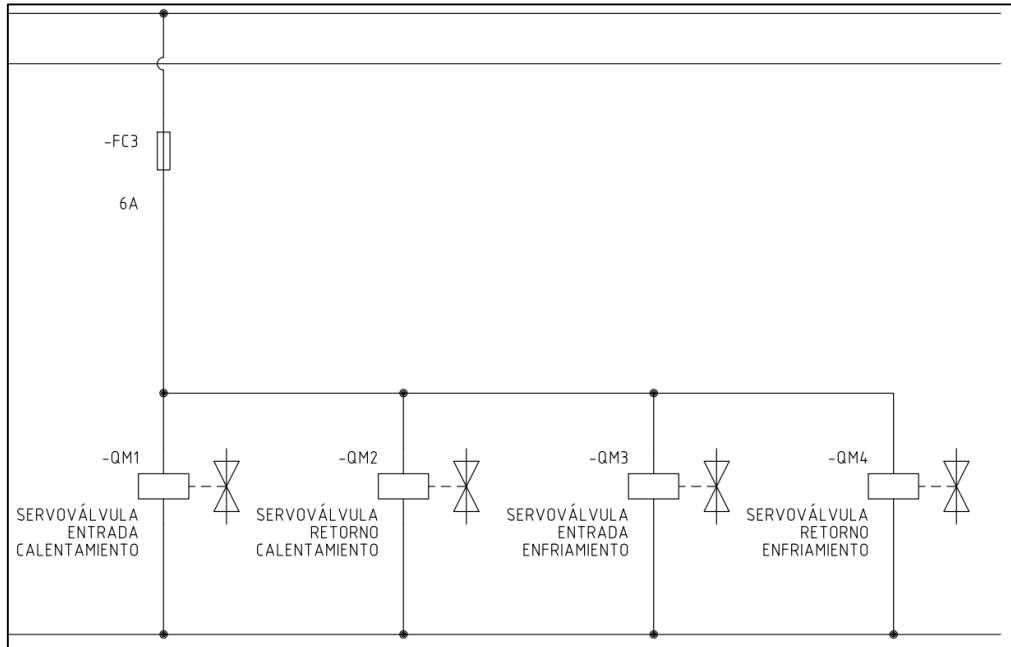 -FC3
6A
-QM1
SERVOVÁLVULA
ENTRADA
CALENTAMIENTO
-QM2
SERVOVÁLVULA
RETORNO
CALENTAMIENTO
-QM3
SERVOVÁLVULA
ENTRADA
ENFRIAMIENTO
-QM4
SERVOVÁLVULA
RETORNO
ENFRIAMIENTO